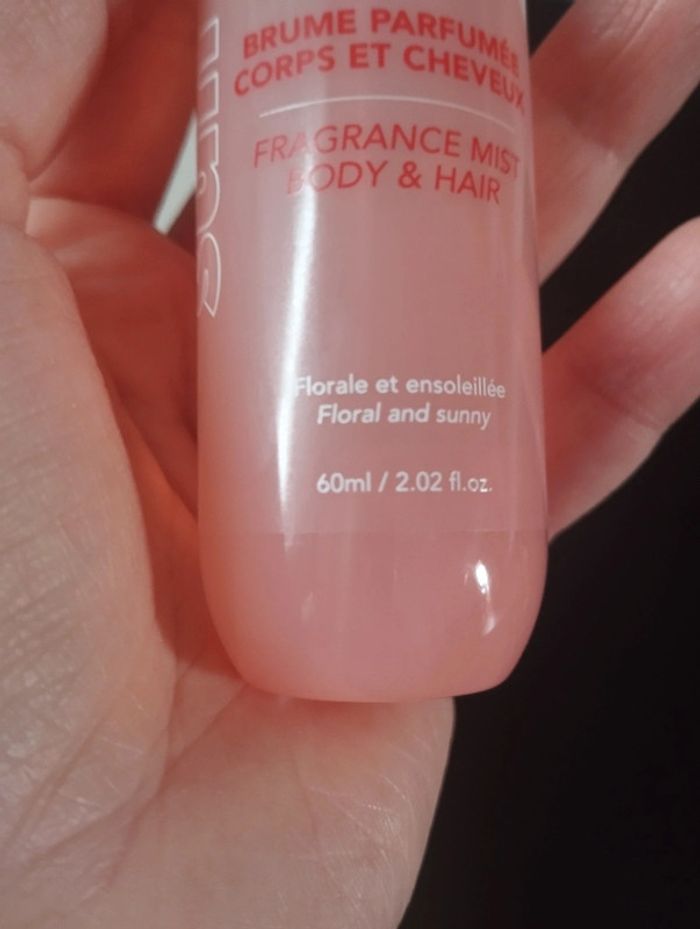 BRUME PARFUMÉE
CORPS ET CHEVEUX
FRAGRANCE MIST
BODY & HAIR
Florale et ensoleillée
Floral and sunny
60ml / 2.02 fl.oz.